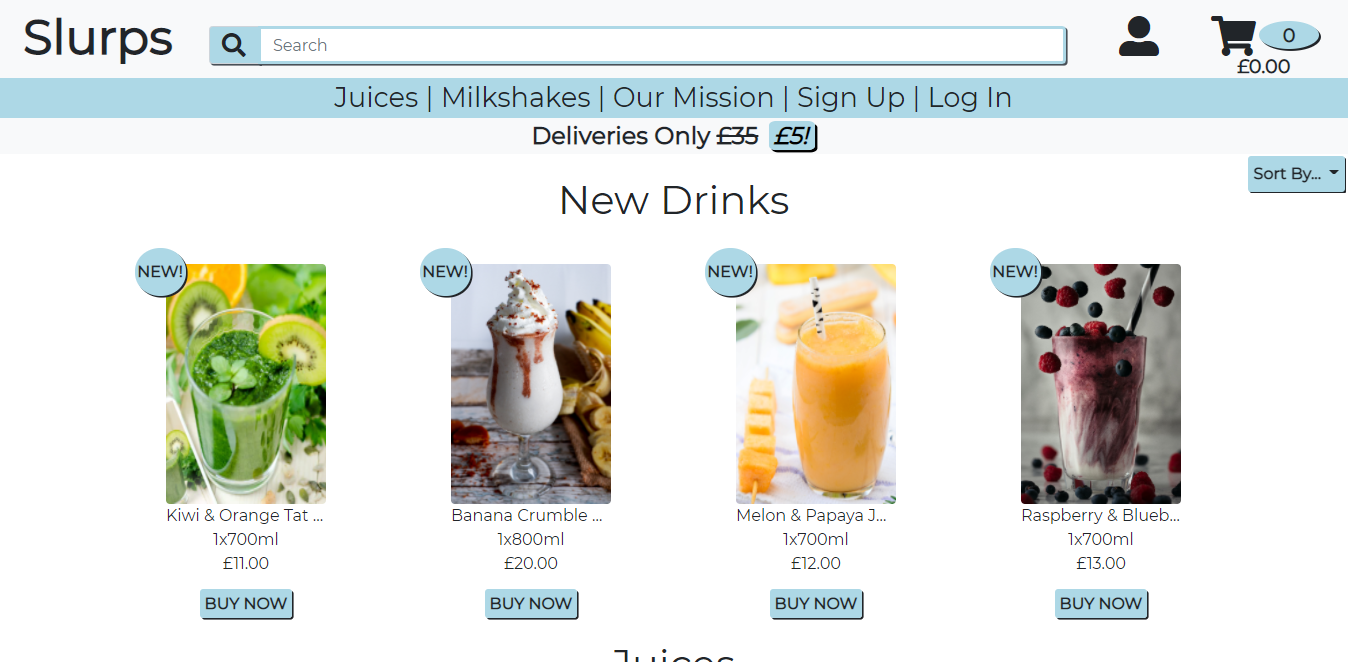 Slurps
Search
0
£0.00
Juices | Milkshakes | Our Mission | Sign Up | Log In
Deliveries Only £35 £5!
Sort By...
New Drinks
NEW!
NEW!
NEW!
NEW!
Kiwi & Orange Tat ...
1x700ml
£11.00
BUY NOW
Banana Crumble ...
1x800ml
£20.00
BUY NOW
Melon & Papaya J...
1x700ml
£12.00
BUY NOW
Raspberry & Blueb...
1x700ml
£13.00
BUY NOW
Juices